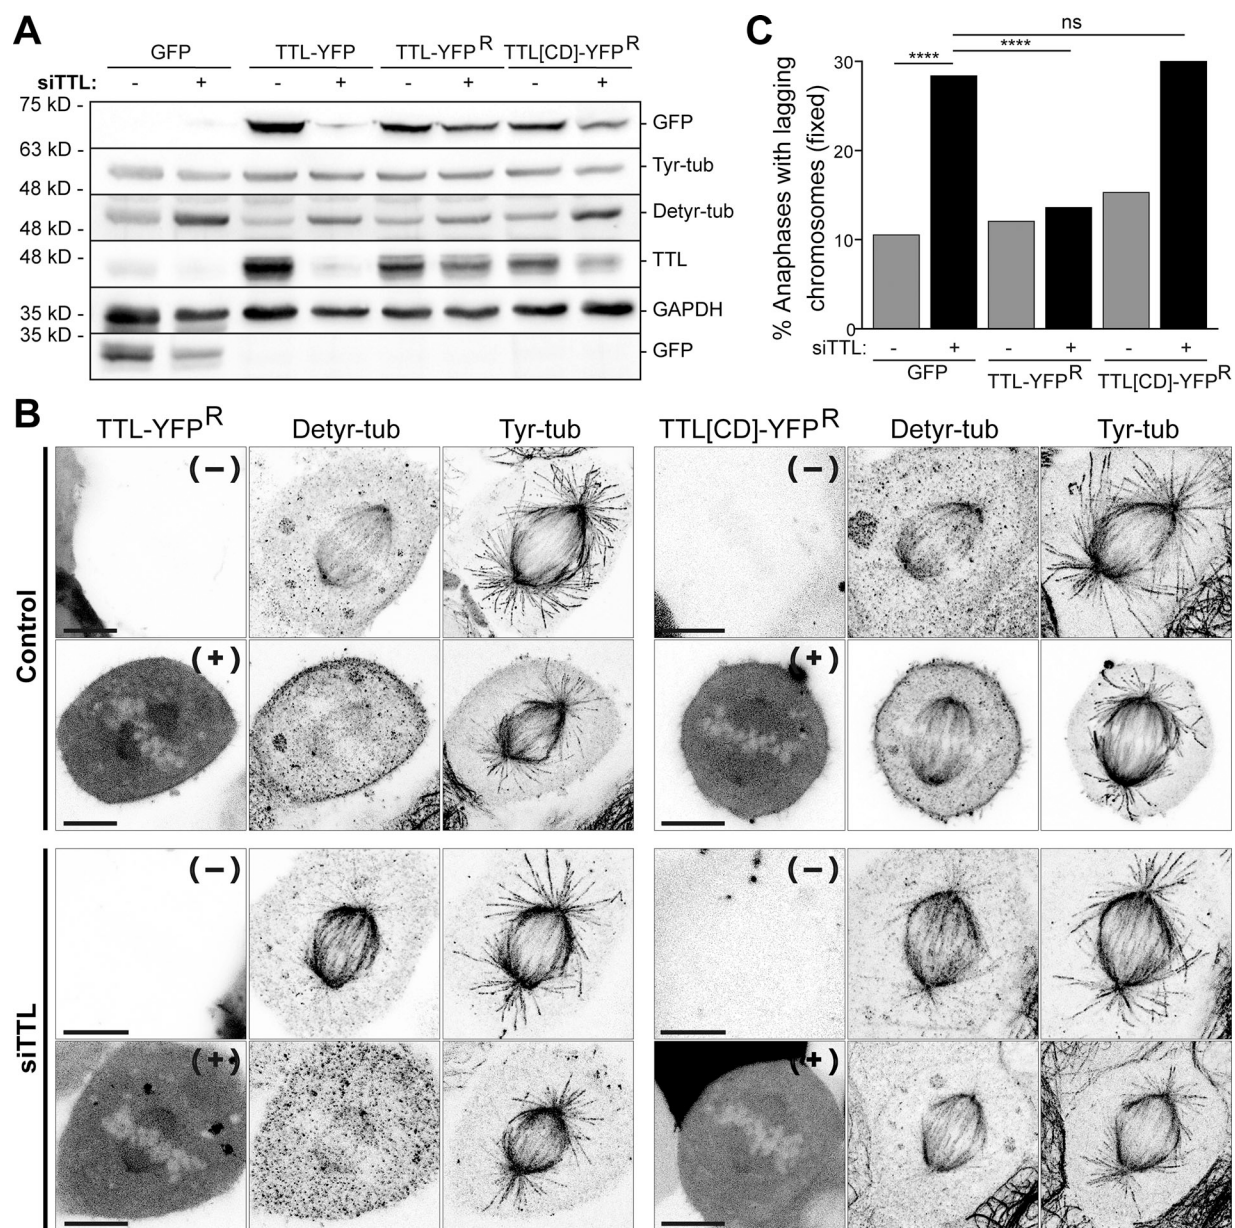 A
GFP TTL-YFP TTL-YFP^R TTL[CD]-YFP^R
siTTL: - + - + - + - +
75 kD -
GFP
63 kD -
Tyr-tub
48 kD -
Detyr-tub
48 kD -
48 kD -
TTL
35 kD -
GAPDH
35 kD -
GFP
C
ns
****
****
% Anaphases with lagging
chromosomes (fixed)
30
20
10
0
siTTL: - + - + - +
GFP TTL-YFP^R TTL[CD]-YFP^R
B
TTL-YFP^R Detyr-tub Tyr-tub TTL[CD]-YFP^R Detyr-tub Tyr-tub
Control
(−) (−)
(+) (+)
siTTL
(−) (−)
(+) (+)